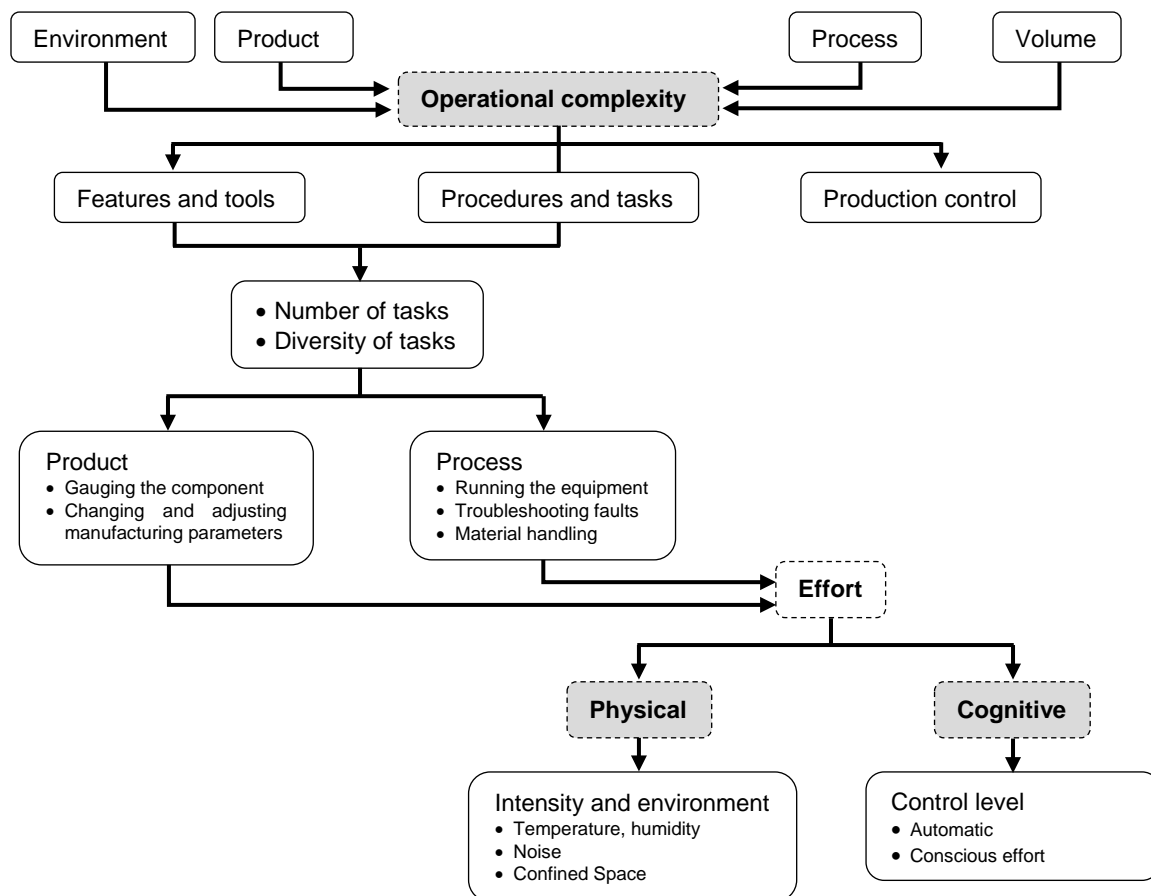 Environment
Product
Process
Volume
Operational complexity
Features and tools
Procedures and tasks
Production control
• Number of tasks
• Diversity of tasks
Product
• Gauging the component
• Changing and adjusting
manufacturing parameters
Process
• Running the equipment
• Troubleshooting faults
• Material handling
Effort
Physical
Cognitive
Intensity and environment
• Temperature, humidity
• Noise
• Confined Space
Control level
• Automatic
• Conscious effort